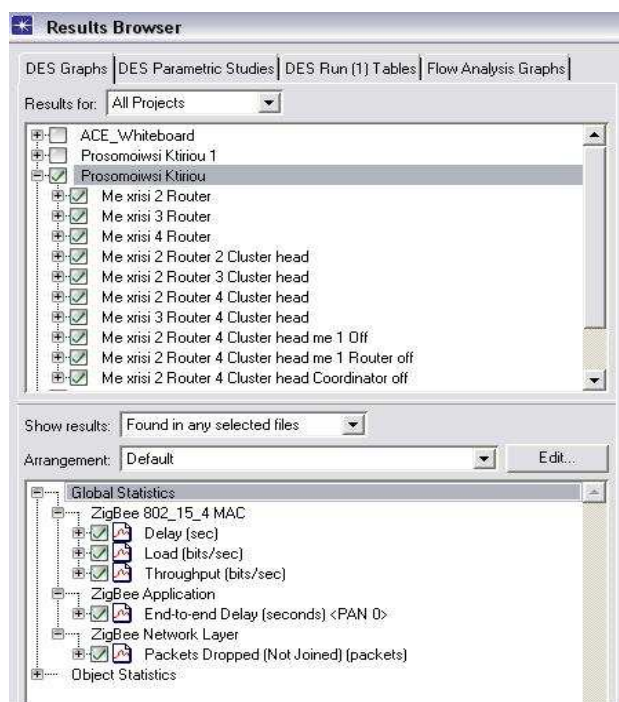 Results Browser
DES Graphs DES Parametric Studies DES Run (1) Tables Flow Analysis Graphs
Results for: All Projects
ACE_Whiteboard
Prosomoiwsi Ktiriou 1
Prosomoiwsi Ktiriou
Me xrisi 2 Router
Me xrisi 3 Router
Me xrisi 4 Router
Me xrisi 2 Router 2 Cluster head
Me xrisi 2 Router 3 Cluster head
Me xrisi 2 Router 4 Cluster head
Me xrisi 3 Router 4 Cluster head
Me xrisi 2 Router 4 Cluster head me 1 Off
Me xrisi 2 Router 4 Cluster head me 1 Router off
Me xrisi 2 Router 4 Cluster head Coordinator off
Show results: Found in any selected files
Arrangement: Default Edit...
Global Statistics
ZigBee 802_15_4 MAC
Delay (sec)
Load (bits/sec)
Throughput (bits/sec)
ZigBee Application
End-to-end Delay (seconds) <PAN 0>
ZigBee Network Layer
Packets Dropped (Not Joined) (packets)
Object Statistics